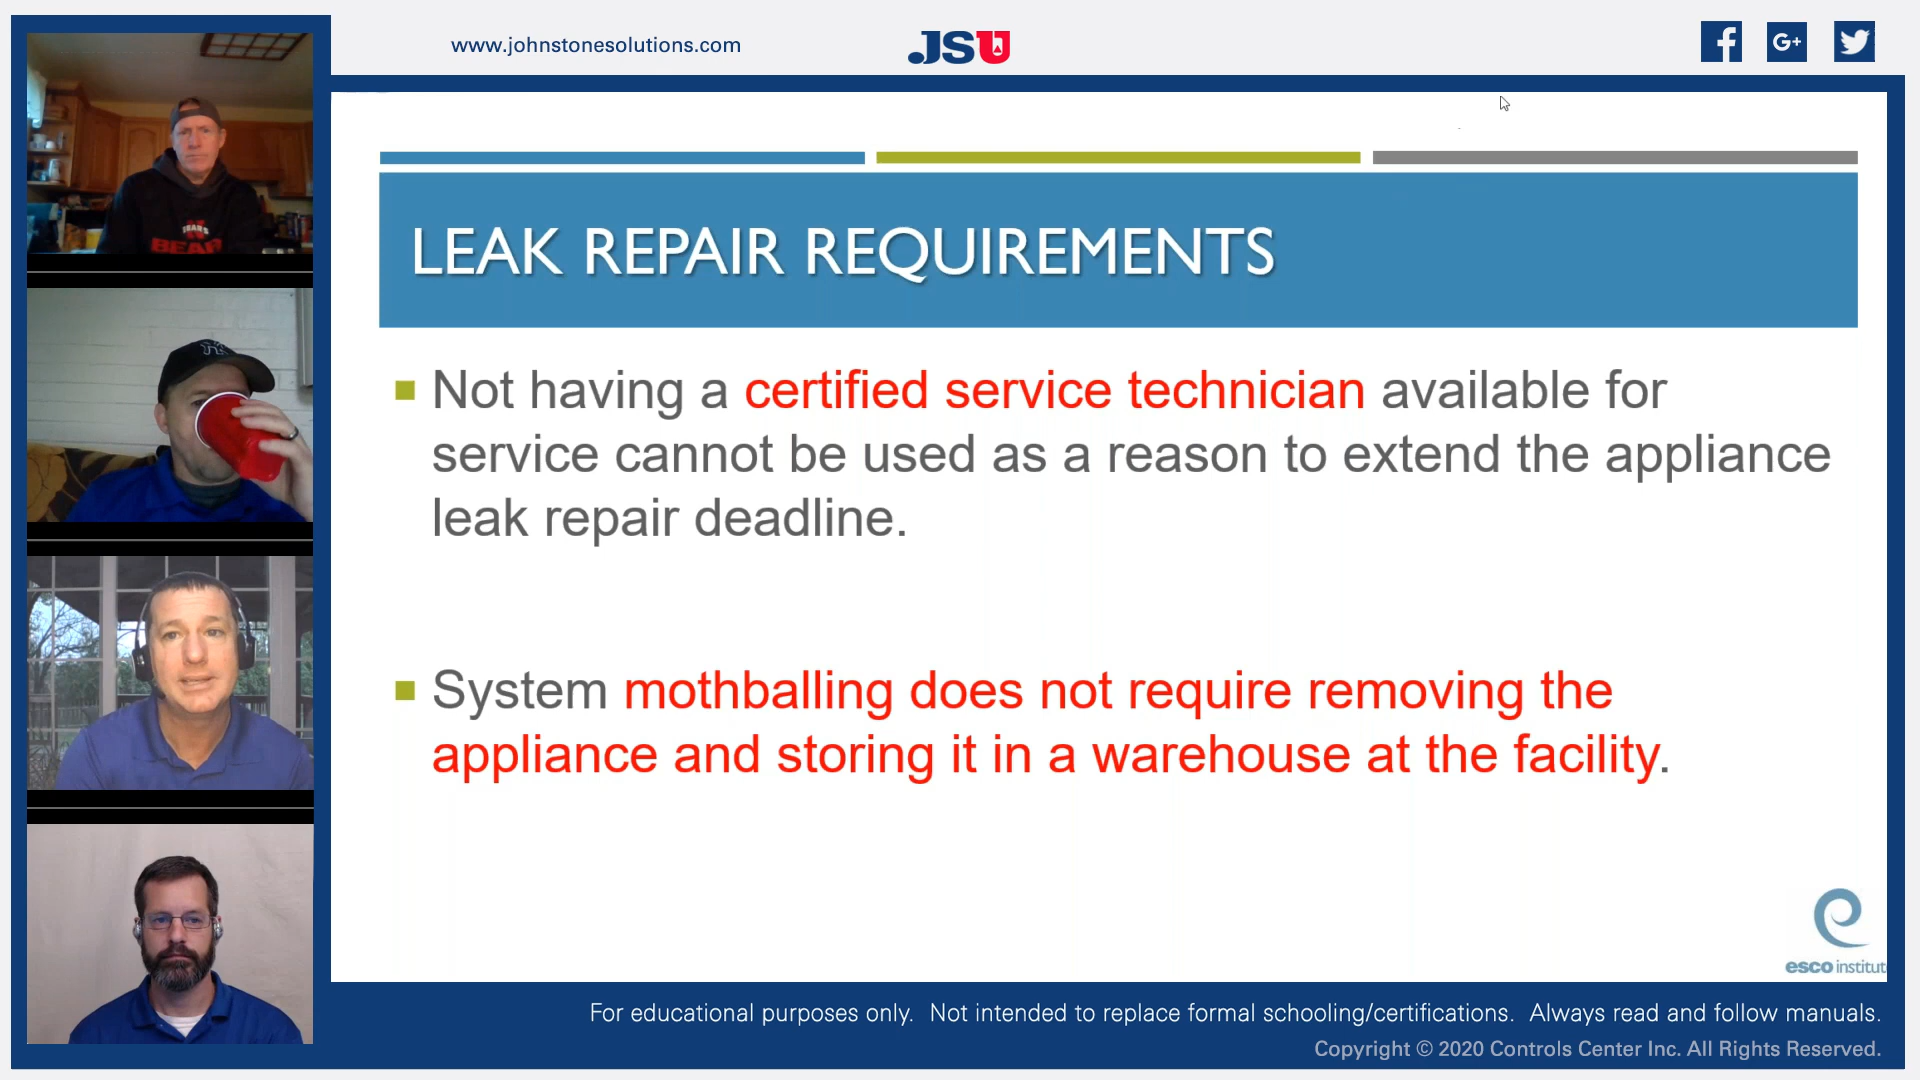 www.johnstonesolutions.com
JSU
G+
BEAR
LEAK REPAIR REQUIREMENTS
Not having a certified service technician available for
service cannot be used as a reason to extend the appliance
leak repair deadline.
System mothballing does not require removing the
appliance and storing it in a warehouse at the facility.
esco institut
For educational purposes only. Not intended to replace formal schooling/certifications. Always read and follow manuals.
Copyright © 2020 Controls Center Inc. All Rights Reserved.